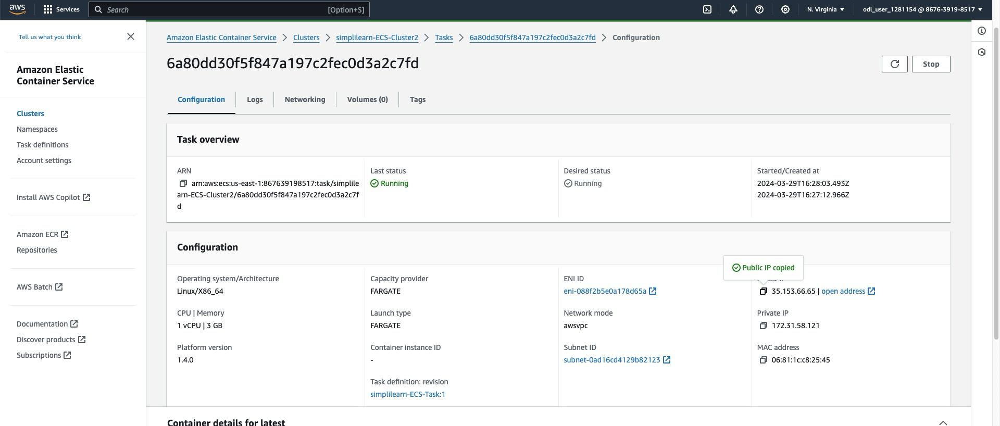 aws
Services
Search
[Option+S]
N. Virginia
odl_user_1281154 @ 8676-3919-8517
Tell us what you think
Amazon Elastic
Container Service
Clusters
Namespaces
Task definitions
Account settings
Install AWS Copilot
Amazon ECR
Repositories
AWS Batch
Documentation
Discover products
Subscriptions
Amazon Elastic Container Service
Clusters
simplilearn-ECS-Cluster2
Tasks
6a80dd30f5f847a197c2fec0d3a2c7fd
Configuration
6a80dd30f5f847a197c2fec0d3a2c7fd
Stop
Configuration
Logs
Networking
Volumes (0)
Tags
Task overview
ARN
arn:aws:ecs:us-east-1:867639198517:task/simplile
arn-ECS-Cluster2/6a80dd30f5f847a197c2fec0d3a2c7f
d
Last status
Running
Desired status
Running
Started/Created at
2024-03-29T16:28:03.493Z
2024-03-29T16:27:12.966Z
Configuration
Operating system/Architecture
Linux/X86_64
CPU | Memory
1 vCPU | 3 GB
Platform version
1.4.0
Capacity provider
FARGATE
Launch type
FARGATE
Container instance ID
-
Task definition: revision
simplilearn-ECS-Task:1
ENI ID
eni-088f2b5e0a178d65a
Network mode
awsvpc
Subnet ID
subnet-0ad16cd4129b82123
Public IP copied
35.153.66.65 | open address
Private IP
172.31.58.121
MAC address
06:81:1c:c8:25:45
Container details for latest